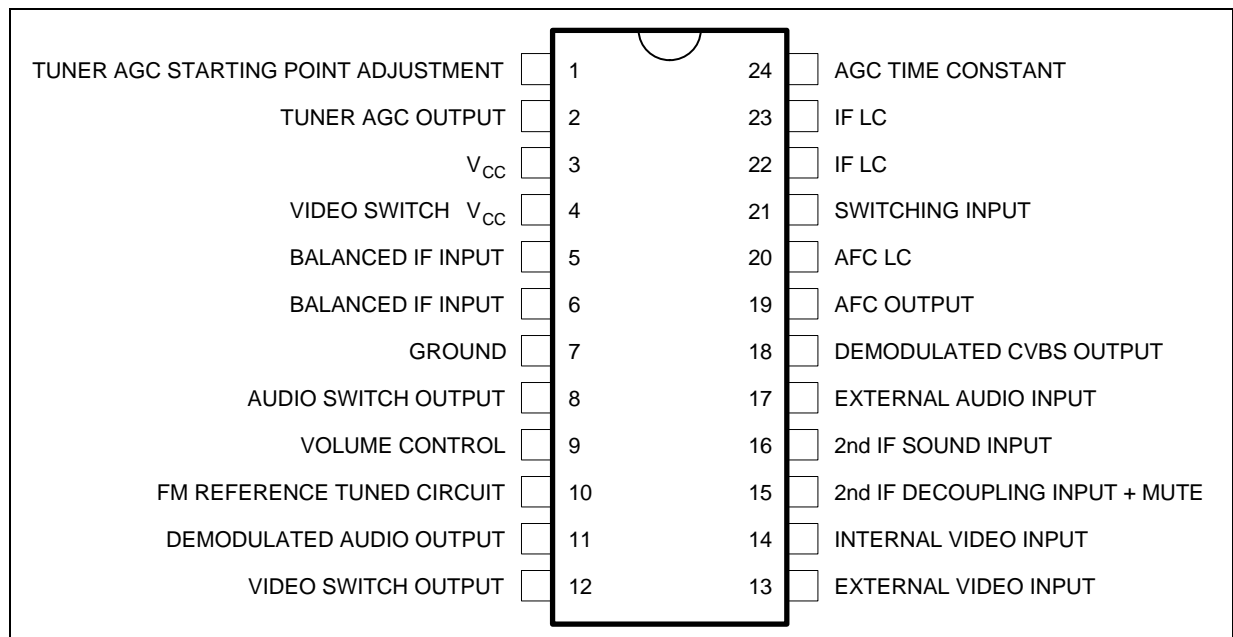 TUNER AGC STARTING POINT ADJUSTMENT 1 24 AGC TIME CONSTANT
TUNER AGC OUTPUT 2 23 IF LC
VCC 3 22 IF LC
VIDEO SWITCH VCC 4 21 SWITCHING INPUT
BALANCED IF INPUT 5 20 AFC LC
BALANCED IF INPUT 6 19 AFC OUTPUT
GROUND 7 18 DEMODULATED CVBS OUTPUT
AUDIO SWITCH OUTPUT 8 17 EXTERNAL AUDIO INPUT
VOLUME CONTROL 9 16 2nd IF SOUND INPUT
FM REFERENCE TUNED CIRCUIT 10 15 2nd IF DECOUPLING INPUT + MUTE
DEMODULATED AUDIO OUTPUT 11 14 INTERNAL VIDEO INPUT
VIDEO SWITCH OUTPUT 12 13 EXTERNAL VIDEO INPUT